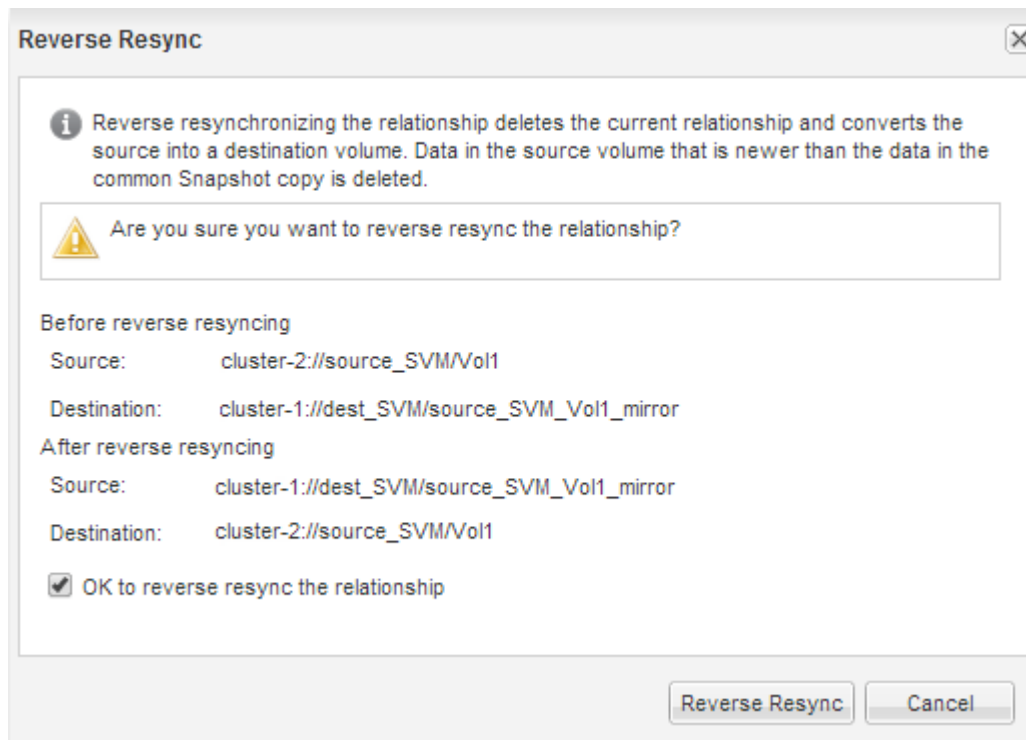 Reverse Resync
Reverse resynchronizing the relationship deletes the current relationship and converts the
source into a destination volume. Data in the source volume that is newer than the data in the
common Snapshot copy is deleted.
Are you sure you want to reverse resync the relationship?
Before reverse resyncing
Source: cluster-2://source_SVM/Vol1
Destination: cluster-1://dest_SVM/source_SVM_Vol1_mirror
After reverse resyncing
Source: cluster-1://dest_SVM/source_SVM_Vol1_mirror
Destination: cluster-2://source_SVM/Vol1
OK to reverse resync the relationship
Reverse Resync Cancel